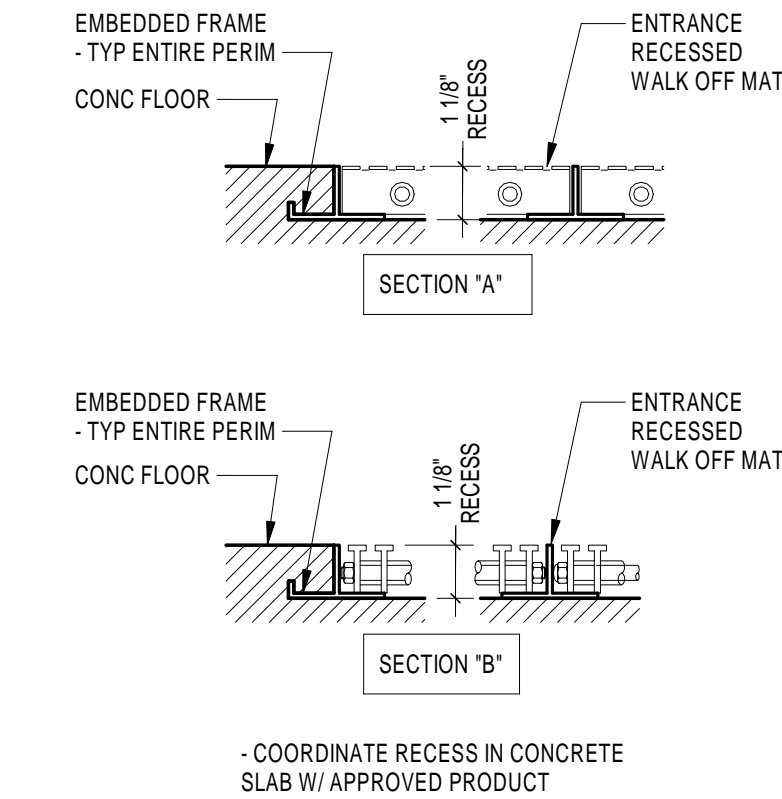 EMBEDDED FRAME
- TYP ENTIRE PERIM
CONC FLOOR
1 1/8"
RECESS
ENTRANCE
RECESSED
WALK OFF MAT
SECTION "A"
EMBEDDED FRAME
- TYP ENTIRE PERIM
CONC FLOOR
1 1/8"
RECESS
ENTRANCE
RECESSED
WALK OFF MAT
SECTION "B"
- COORDINATE RECESS IN CONCRETE
SLAB W/ APPROVED PRODUCT